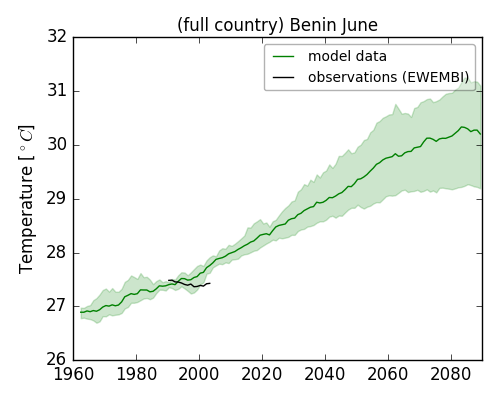 (full country) Benin June
model data
observations (EWEMBI)
Temperature [°C]
32
31
30
29
28
27
26
1960 1980 2000 2020 2040 2060 2080